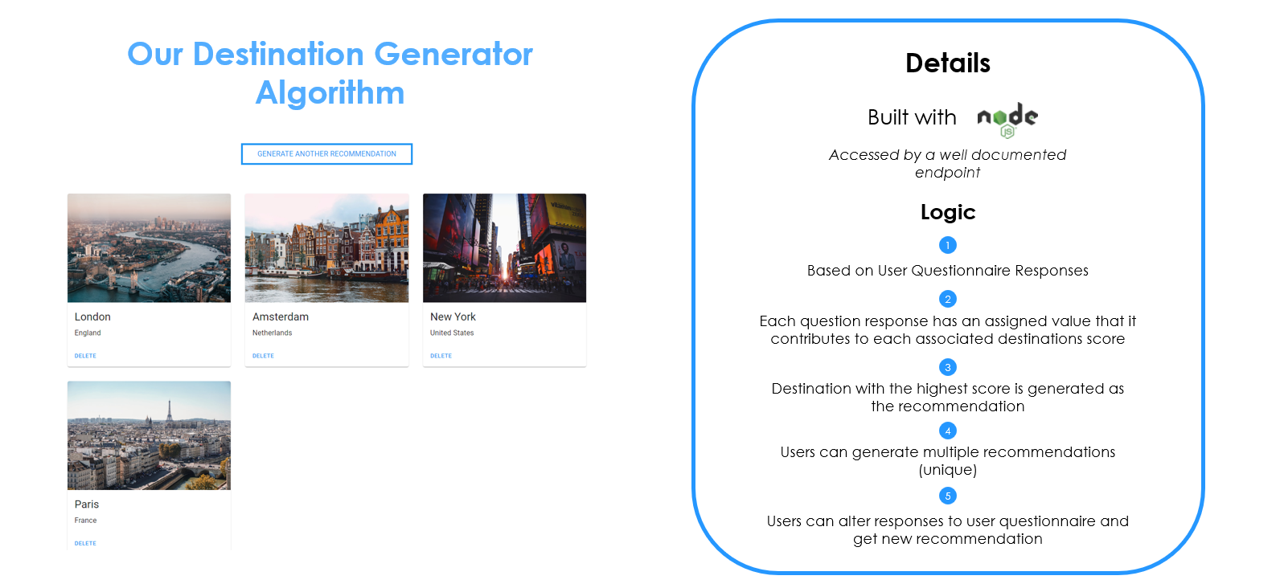 Our Destination Generator
Algorithm
GENERATE ANOTHER RECOMMENDATION
London
England
DELETE
Amsterdam
Netherlands
DELETE
New York
United States
DELETE
Paris
France
DELETE
Details
Built with node
JS
Accessed by a well documented
endpoint
Logic
1
Based on User Questionnaire Responses
2
Each question response has an assigned value that it
contributes to each associated destinations score
3
Destination with the highest score is generated as
the recommendation
4
Users can generate multiple recommendations
(unique)
5
Users can alter responses to user questionnaire and
get new recommendation